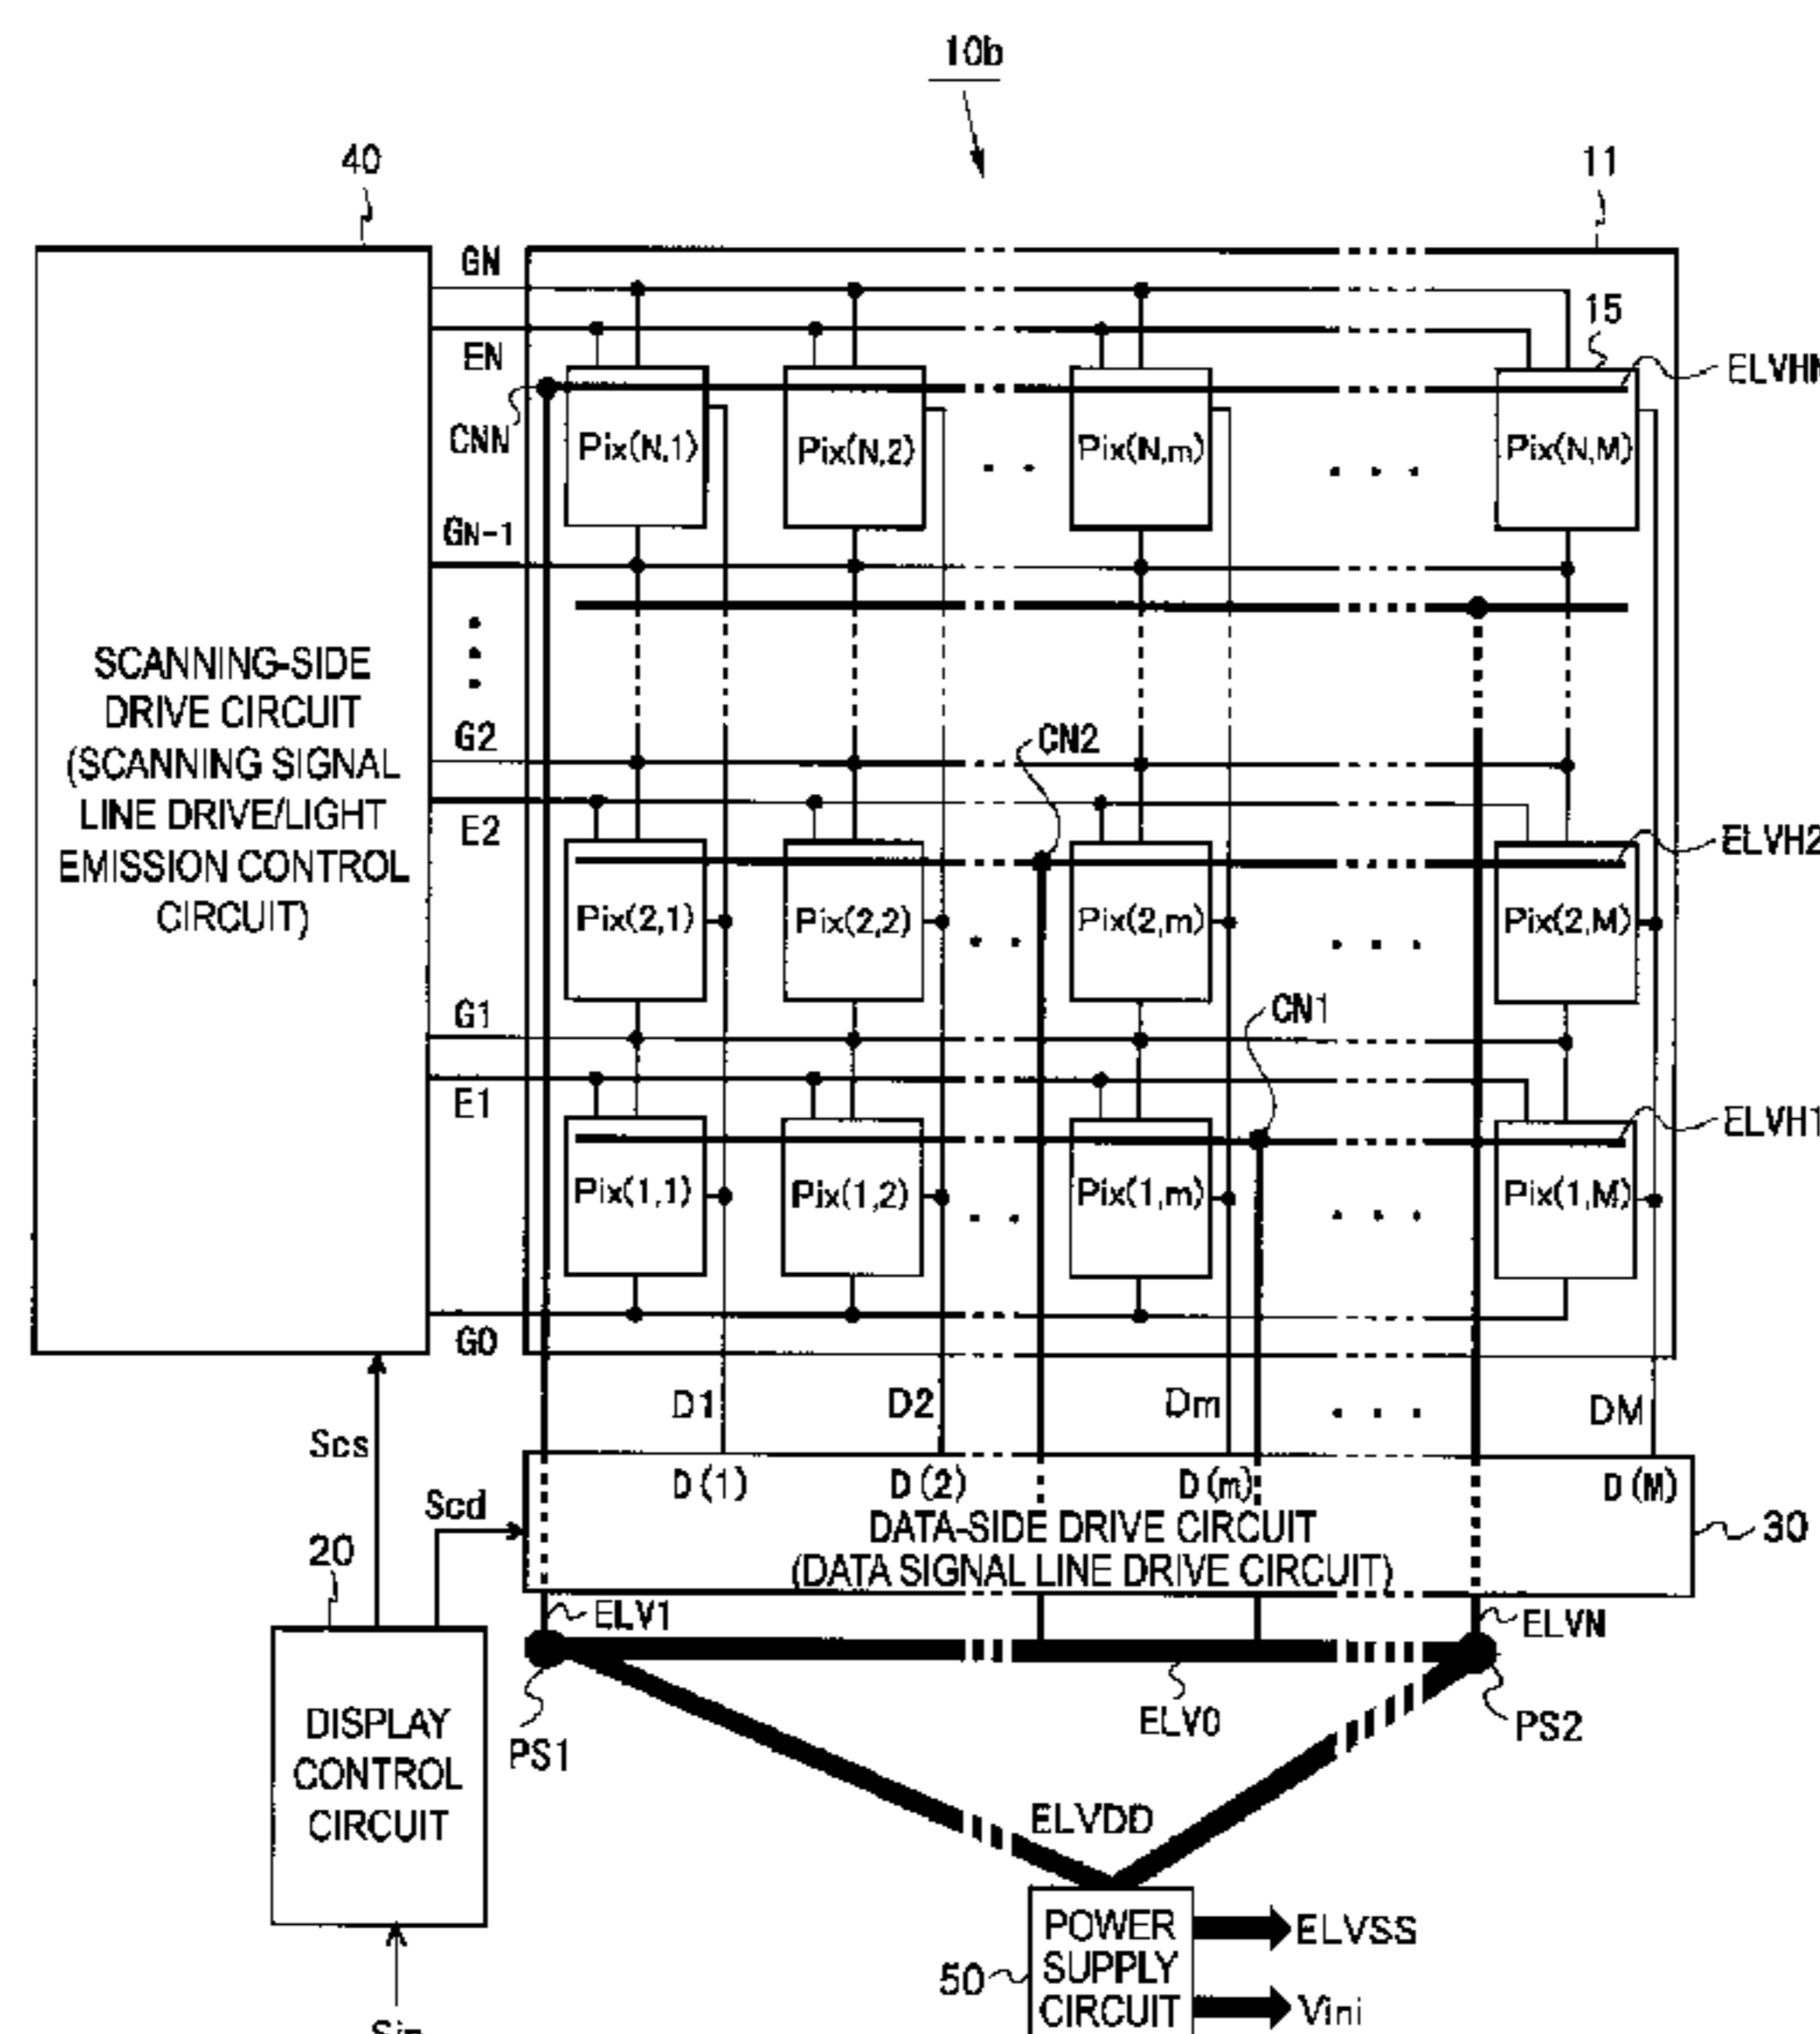 10b
40
11
GN
15
EN
CNN
Pix(N,1)
Pix(N,2)
Pix(N,m)
Pix(N,M)
GN-1
SCANNING-SIDE
DRIVE CIRCUIT
(SCANNING SIGNAL
LINE DRIVE/LIGHT
EMISSION CONTROL
CIRCUIT)
G2
CN2
E2
ELVH2
Pix(2,1)
Pix(2,2)
Pix(2,m)
Pix(2,M)
G1
CN1
E1
ELVH1
Pix(1,1)
Pix(1,2)
Pix(1,m)
Pix(1,M)
G0
D1
D2
Dm
DM
Scs
Scd
D(1)
D(2)
D(m)
D(M)
DATA-SIDE DRIVE CIRCUIT
(DATA SIGNAL LINE DRIVE CIRCUIT)
30
20
ELV1
ELVN
PS1
ELV0
PS2
DISPLAY
CONTROL
CIRCUIT
ELVDD
POWER
SUPPLY
CIRCUIT
50
ELVSS
Vini